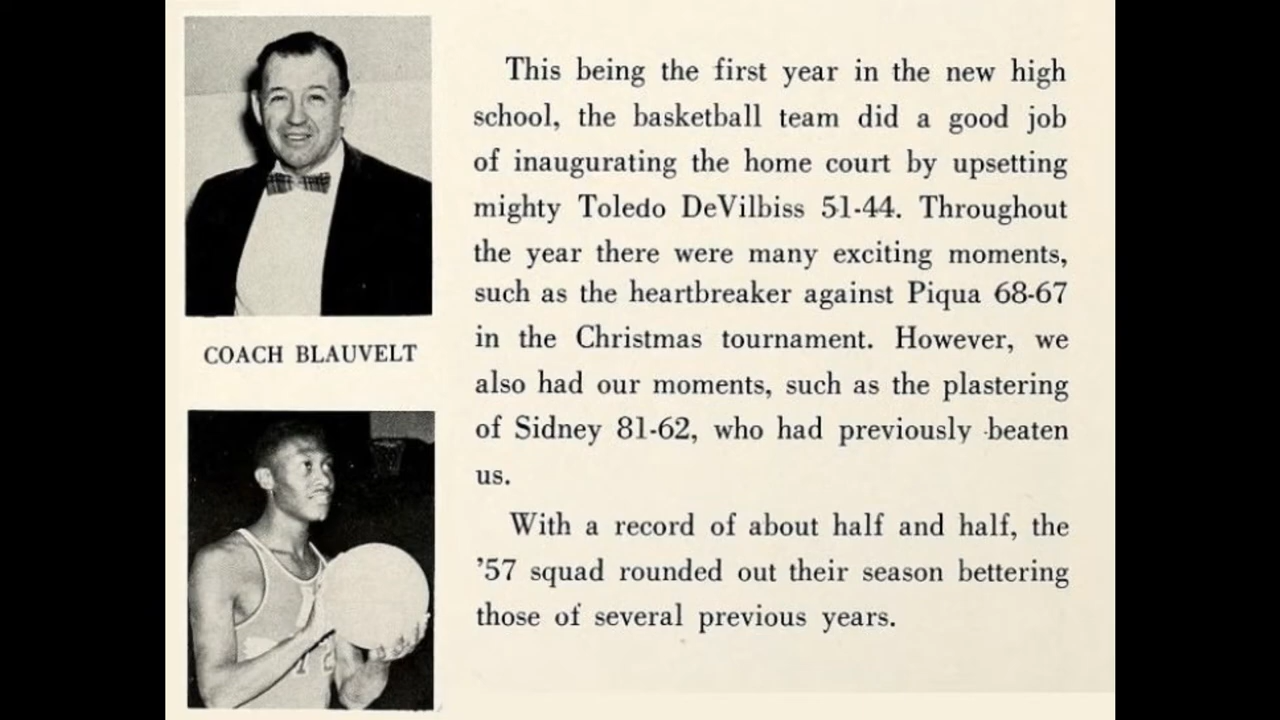 COACH BLAUVELT
This being the first year in the new high
school, the basketball team did a good job
of inaugurating the home court by upsetting
mighty Toledo DeVilbiss 51-44. Throughout
the year there were many exciting moments,
such as the heartbreaker against Piqua 68-67
in the Christmas tournament. However, we
also had our moments, such as the plastering
of Sidney 81-62, who had previously beaten
us.
With a record of about half and half, the
’57 squad rounded out their season bettering
those of several previous years.